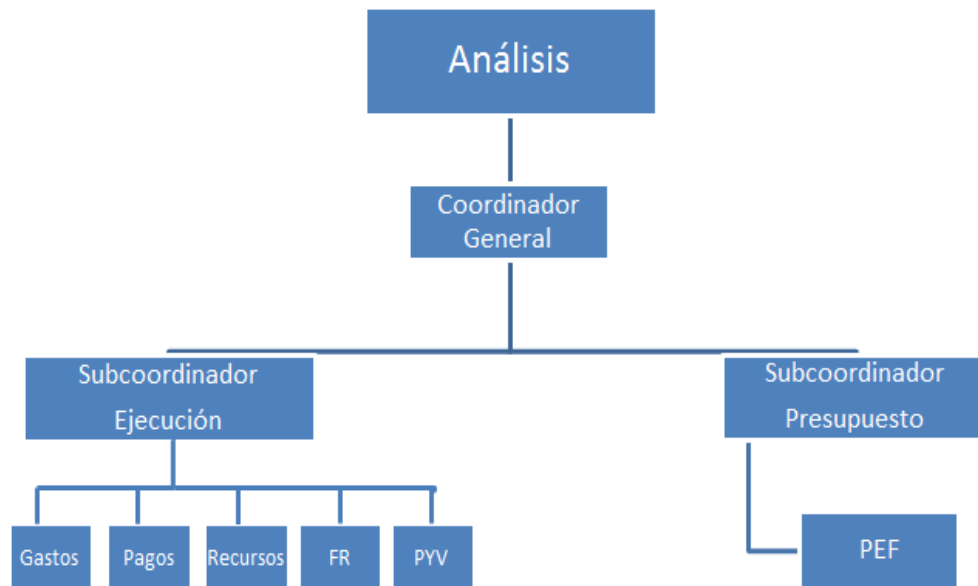 Análisis
Coordinador
General
Subcoordinador
Ejecución
Subcoordinador
Presupuesto
Gastos
Pagos
Recursos
FR
PYV
PEF